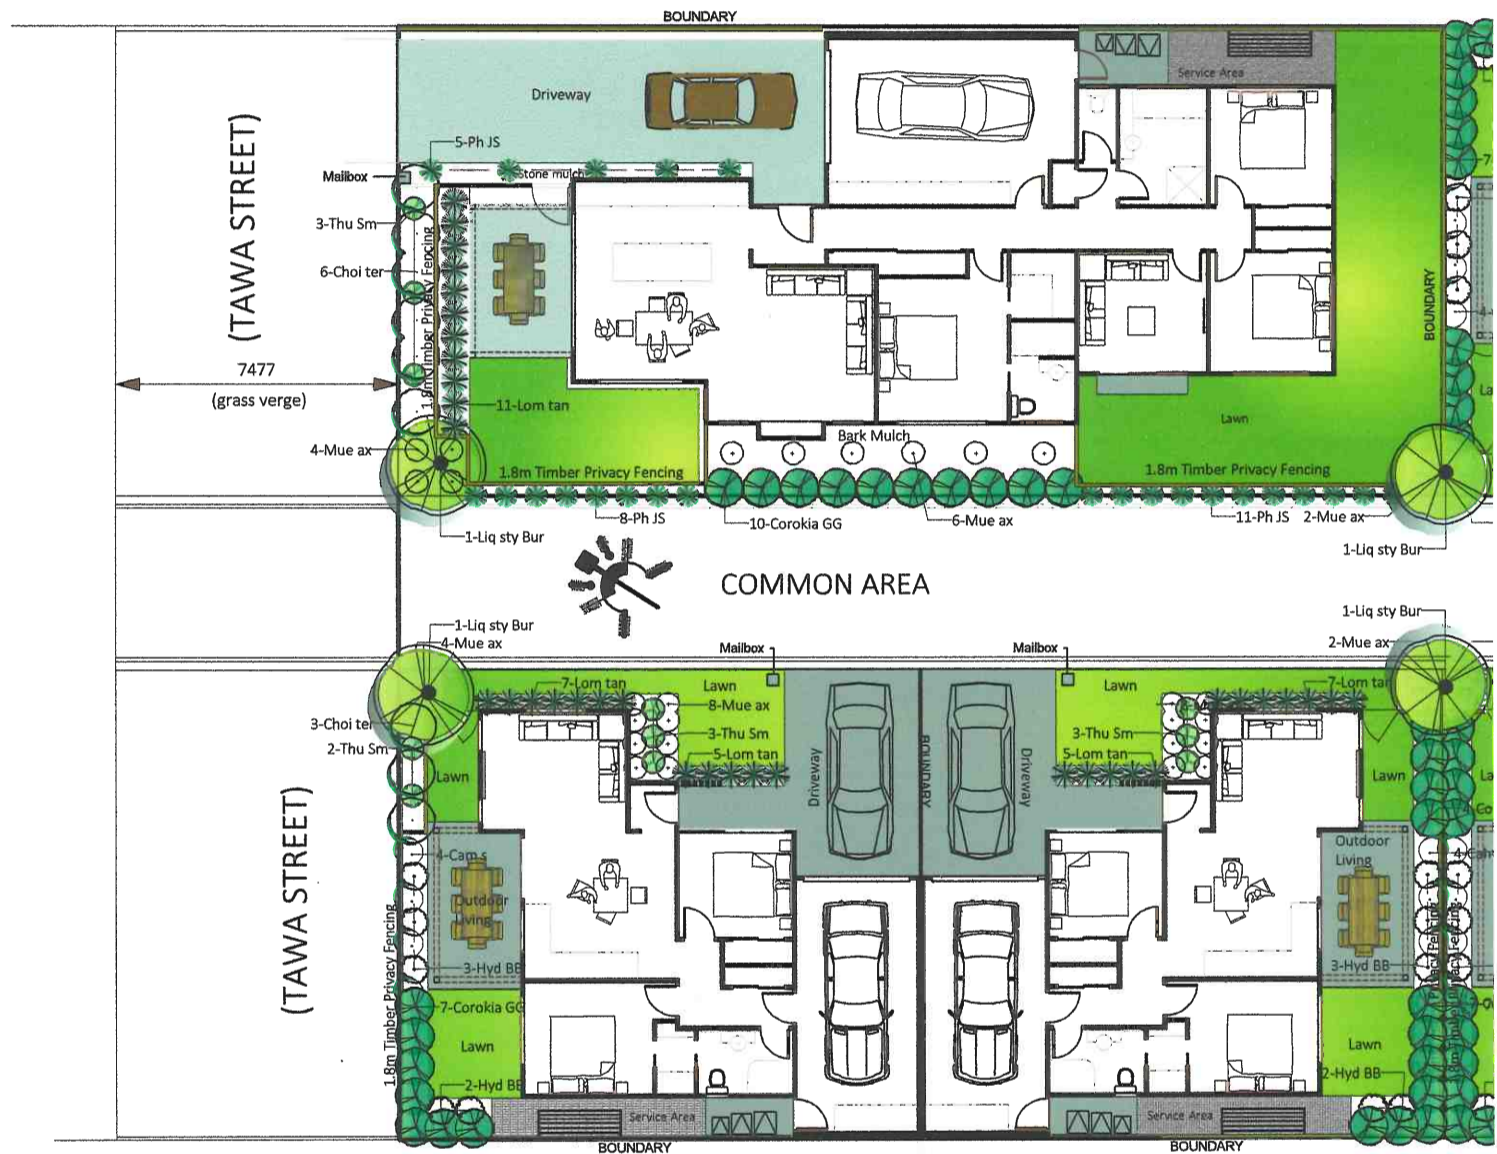 BOUNDARY
Driveway
Service Area
(TAWA STREET)
5-Ph JS
Mailbox
Stone mulch
3-Thu Sm
6-Choi ter
1.8m Timber Privacy Fencing
BOUNDARY
7477
(grass verge)
11-Lom tan
Lawn
4-Mue ax
Bark Mulch
1.8m Timber Privacy Fencing
1.8m Timber Privacy Fencing
8-Ph JS
10-Corokia GG
6-Mue ax
11-Ph JS
2-Mue ax
1-Liq sty Bur
1-Liq sty Bur
COMMON AREA
1-Liq sty Bur
1-Liq sty Bur
4-Mue ax
Mailbox
Mailbox
2-Mue ax
7-Lom tan
Lawn
Lawn
7-Lom tan
8-Mue ax
3-Choi ter
3-Thu Sm
3-Thu Sm
2-Thu Sm
5-Lom tan
5-Lom tan
Driveway
BOUNDARY
Driveway
Lawn
Lawn
(TAWA STREET)
4-Cam s
Outdoor
Living
Outdoor
Living
1.8m Timber Privacy Fencing
3-Hyd BB
3-Hyd BB
7-Corokia GG
Lawn
Lawn
2-Hyd BB
2-Hyd BB
Service Area
Service Area
BOUNDARY
BOUNDARY